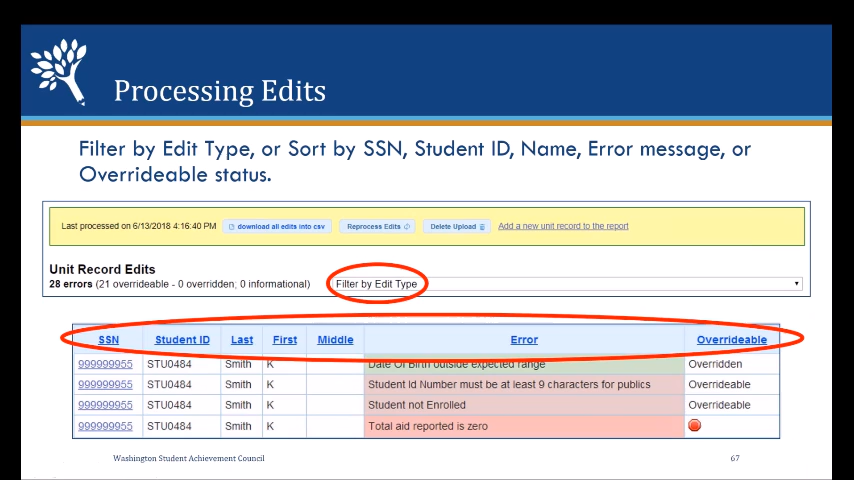 Processing Edits
Filter by Edit Type, or Sort by SSN, Student ID, Name, Error message, or
Overrideable status.
Last processed on 6/13/2018 4:16:40 PM download all edits into csv Reprocess Edits Delete Upload Add a new unit record to the report
Unit Record Edits
28 errors (21 overrideable - 0 overridden; 0 informational) Filter by Edit Type
SSN Student ID Last First Middle Error Overrideable
999999955 STU0484 Smith K Date Of Birth outside expected range Overridden
999999955 STU0484 Smith K Student Id Number must be at least 9 characters for publics Overrideable
999999955 STU0484 Smith K Student not Enrolled Overrideable
999999955 STU0484 Smith K Total aid reported is zero
Washington Student Achievement Council 67